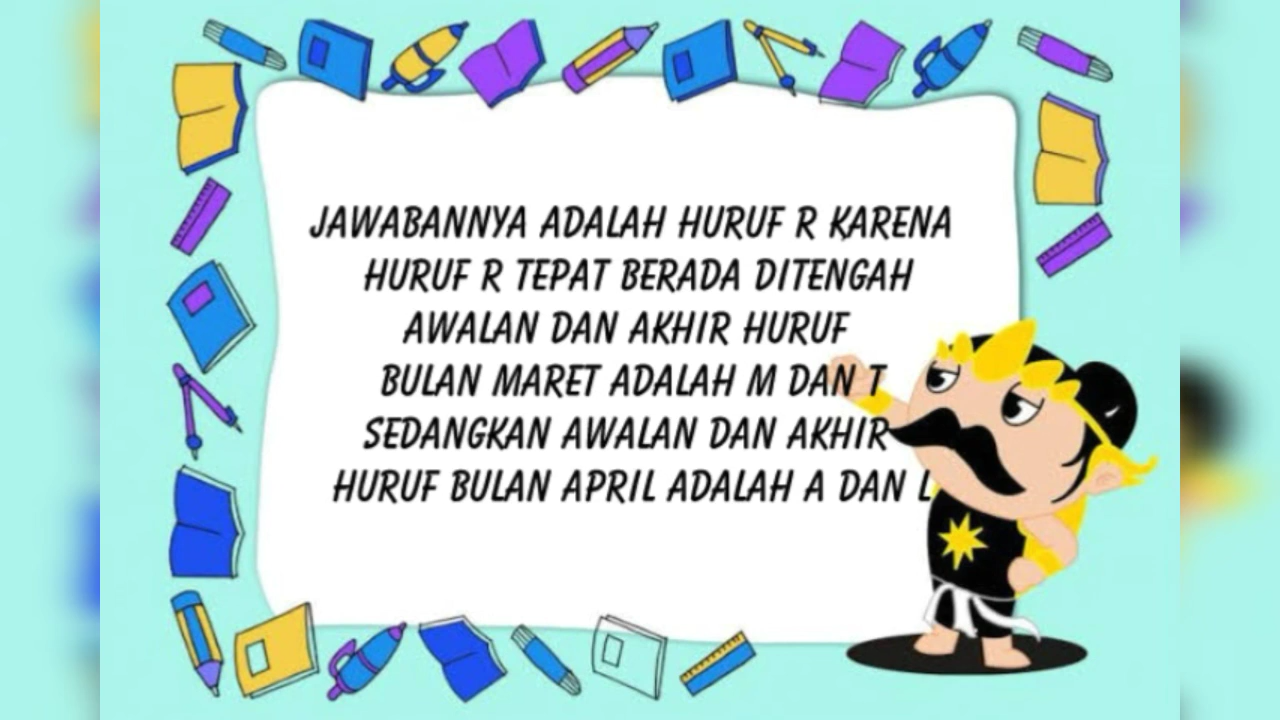 JAWABANNYA ADALAH HURUF R KARENA
HURUF R TEPAT BERADA DITENGAH
AWALAN DAN AKHIR HURUF
BULAN MARET ADALAH M DAN T
SEDANGKAN AWALAN DAN AKHIR
HURUF BULAN APRIL ADALAH A DAN L